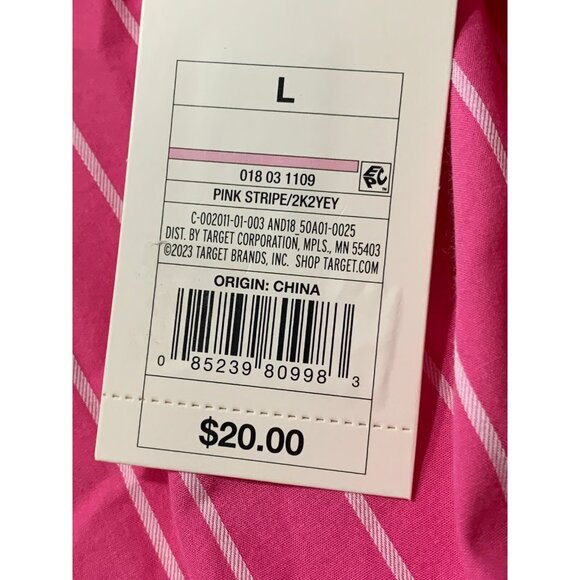 L
018 03 1109
EPC
PINK STRIPE/2K2YEY
C-002011-01-003 AND18_50A01-0025
DIST. BY TARGET CORPORATION, MPLS., MN 55403
©2023 TARGET BRANDS, INC. SHOP TARGET.COM
ORIGIN: CHINA
0 85239 80998 3
$20.00